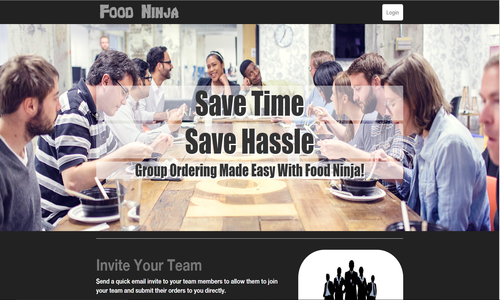 Food Ninja
Login
Save Time
Save Hassle
Group Ordering Made Easy With Food Ninja!
Invite Your Team
Send a quick email invite to your team members to allow them to join
your team and submit their orders to you directly.